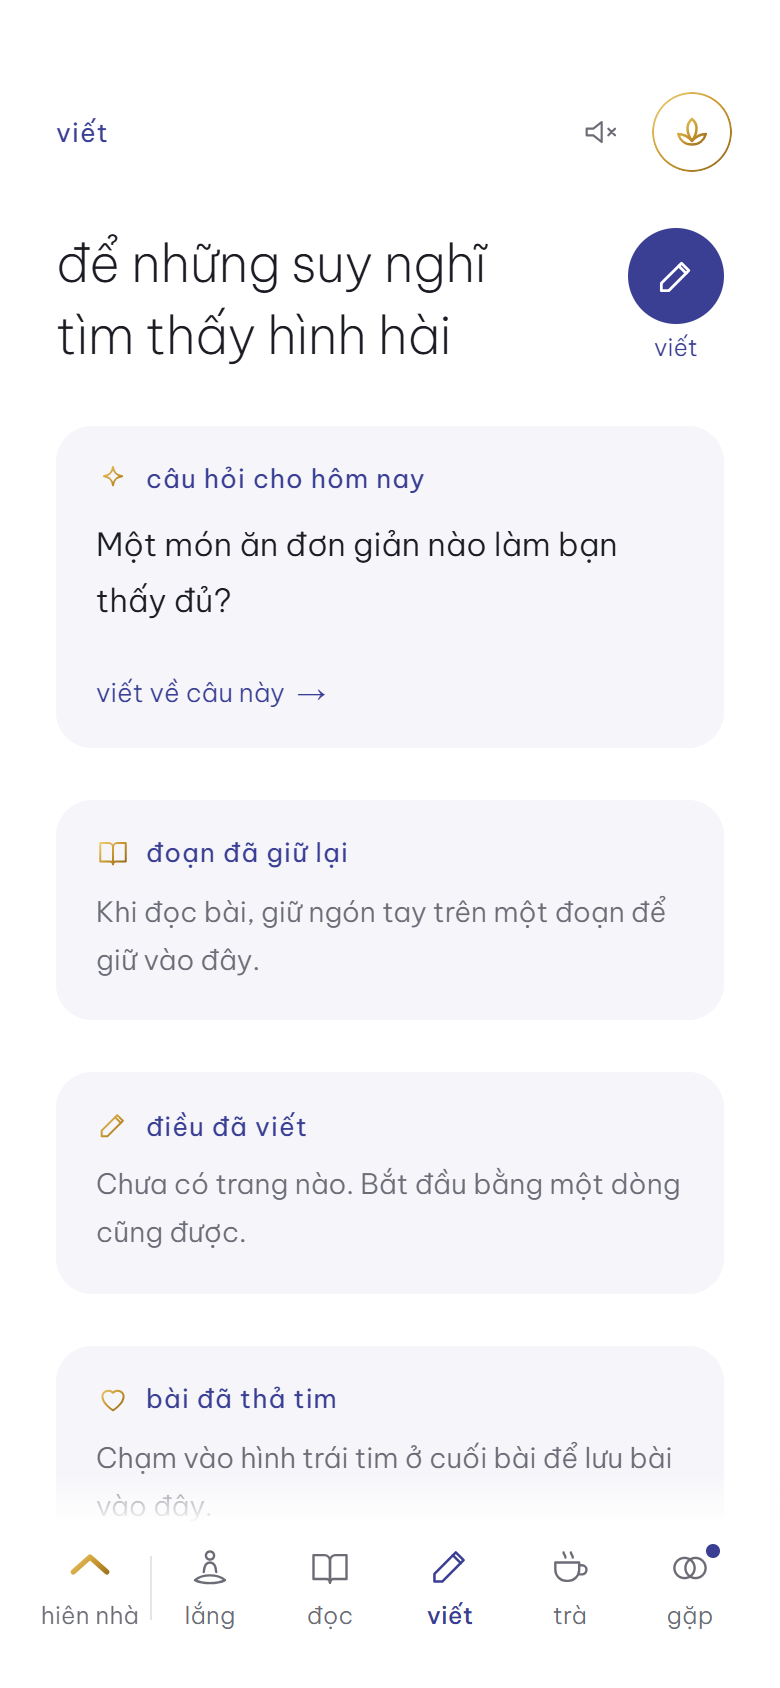 viết
để những suy nghĩ
tìm thấy hình hài
viết
câu hỏi cho hôm nay
Một món ăn đơn giản nào làm bạn
thấy đủ?
viết về câu này →
đoạn đã giữ lại
Khi đọc bài, giữ ngón tay trên một đoạn để
giữ vào đây.
điều đã viết
Chưa có trang nào. Bắt đầu bằng một dòng
cũng được.
bài đã thả tim
Chạm vào hình trái tim ở cuối bài để lưu bài
vào đây.
hiên nhà
lắng
đọc
viết
trà
gặp